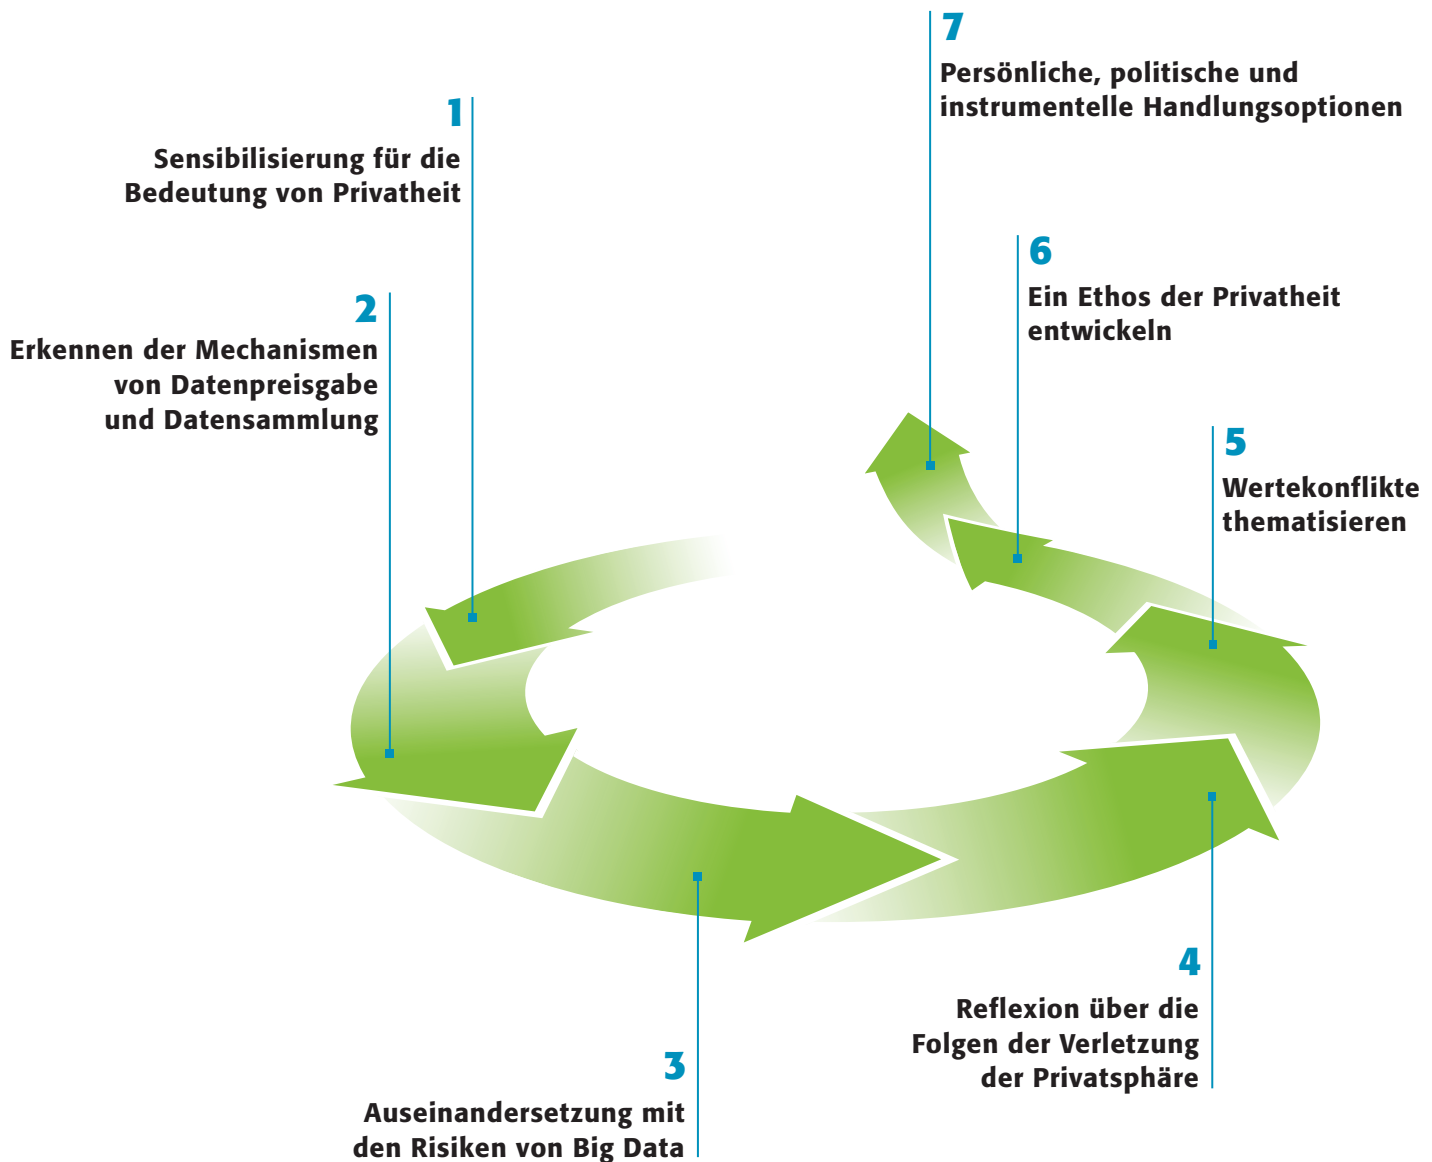 1
Sensibilisierung für die
Bedeutung von Privatheit
2
Erkennen der Mechanismen
von Datenpreisgabe
und Datensammlung
3
Auseinandersetzung mit
den Risiken von Big Data
4
Reflexion über die
Folgen der Verletzung
der Privatsphäre
5
Wertekonflikte
thematisieren
6
Ein Ethos der Privatheit
entwickeln
7
Persönliche, politische und
instrumentelle Handlungsoptionen